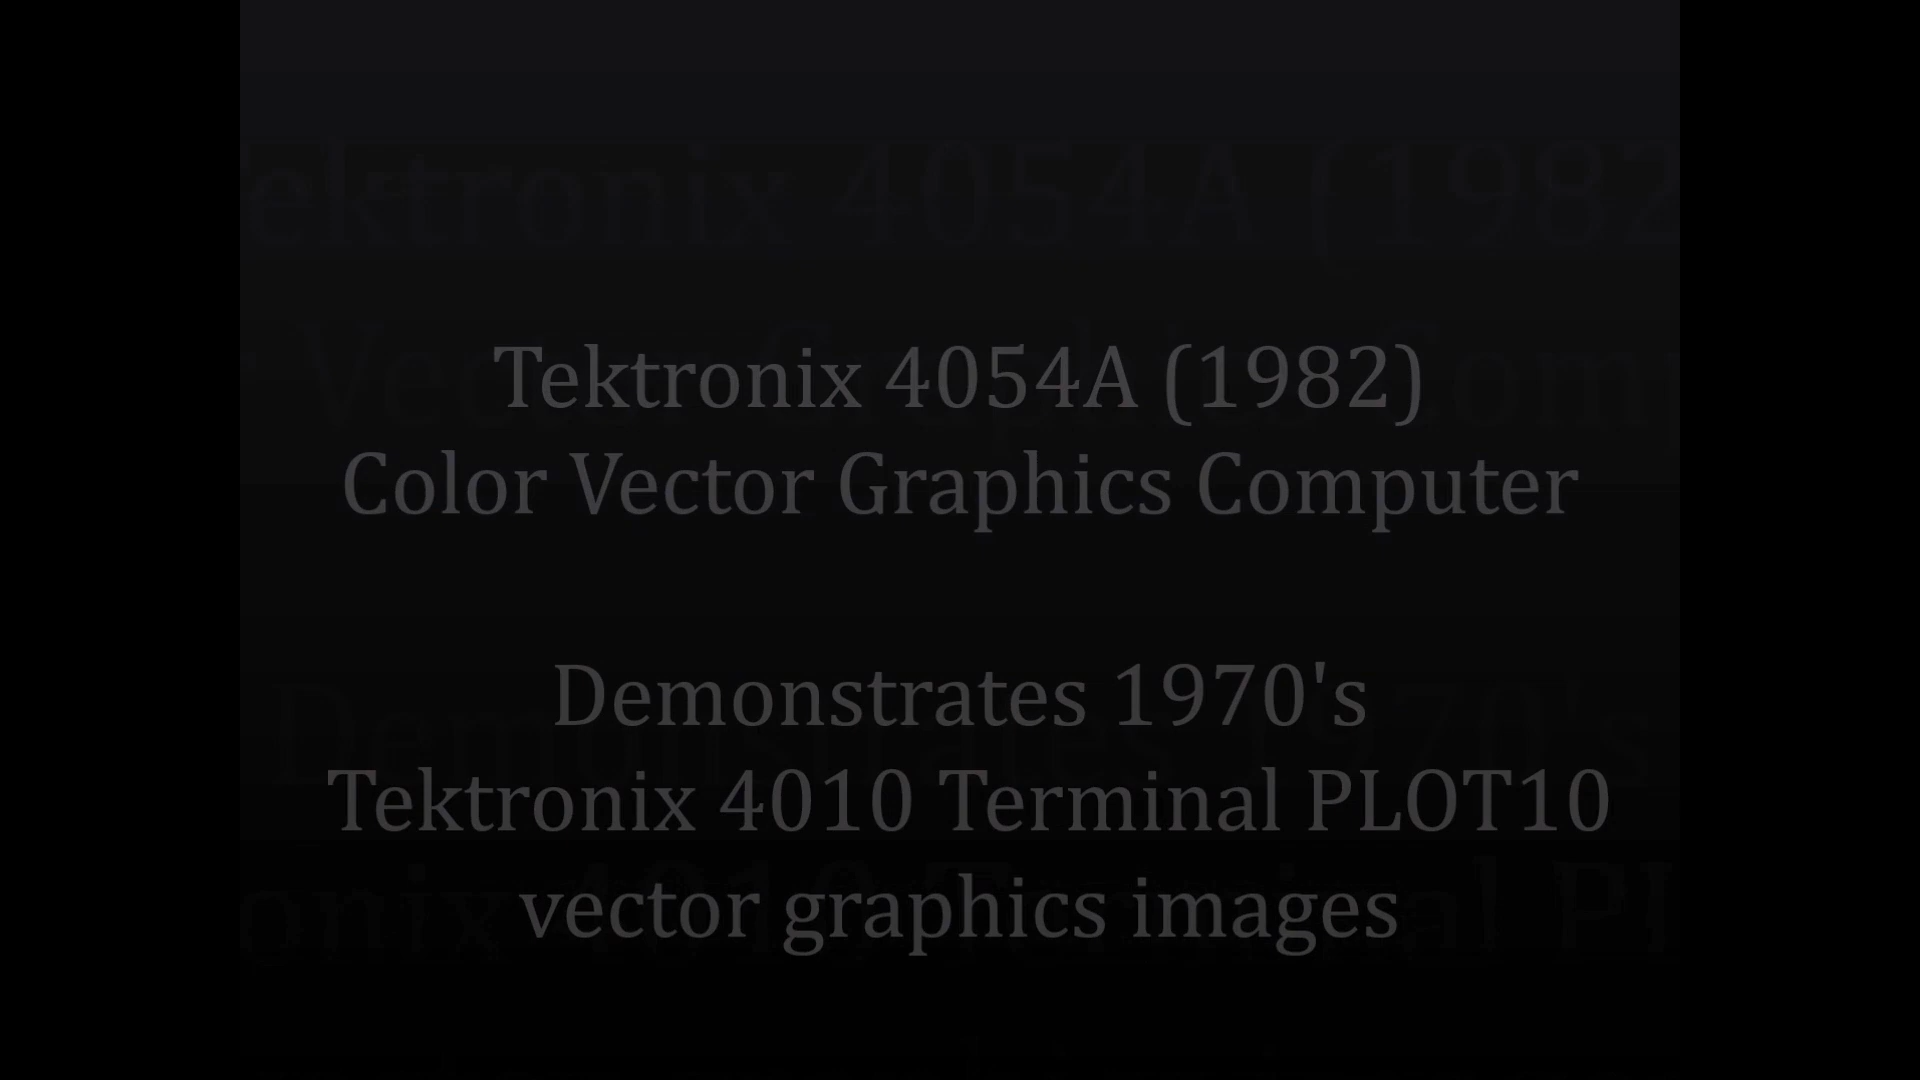 Tektronix 4054A (1982)
Color Vector Graphics Computer
Demonstrates 1970's
Tektronix 4010 Terminal PLOT10
vector graphics images